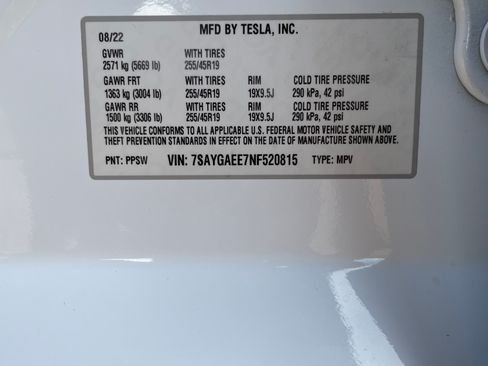 08/22 MFD BY TESLA, INC.
GVWR WITH TIRES
2571 kg (5669 lb) 255/45R19
GAWR FRT WITH TIRES RIM COLD TIRE PRESSURE
1363 kg (3004 lb) 255/45R19 19X9.5J 290 kPa, 42 psi
GAWR RR WITH TIRES RIM COLD TIRE PRESSURE
1500 kg (3306 lb) 255/45R19 19X9.5J 290 kPa, 42 psi
THIS VEHICLE CONFORMS TO ALL APPLICABLE U.S. FEDERAL MOTOR VEHICLE SAFETY AND
THEFT PREVENTION STANDARDS IN EFFECT ON THE DATE OF MANUFACTURE SHOWN ABOVE.
PNT: PPSW VIN: 7SAYGAEE7NF520815 TYPE: MPV